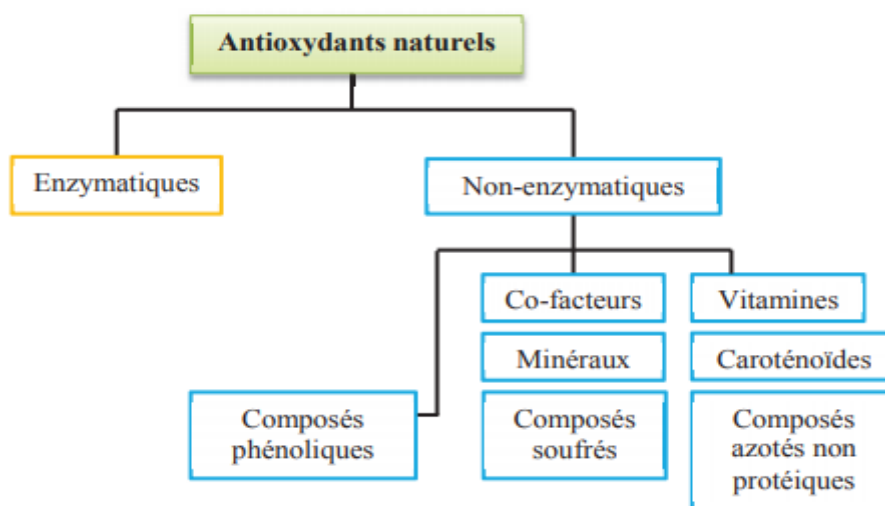 Antioxydants naturels
Enzymatiques
Non-enzymatiques
Co-facteurs
Vitamines
Minéraux
Caroténoïdes
Composés
phénoliques
Composés
soufrés
Composés
azotés non
protéiques